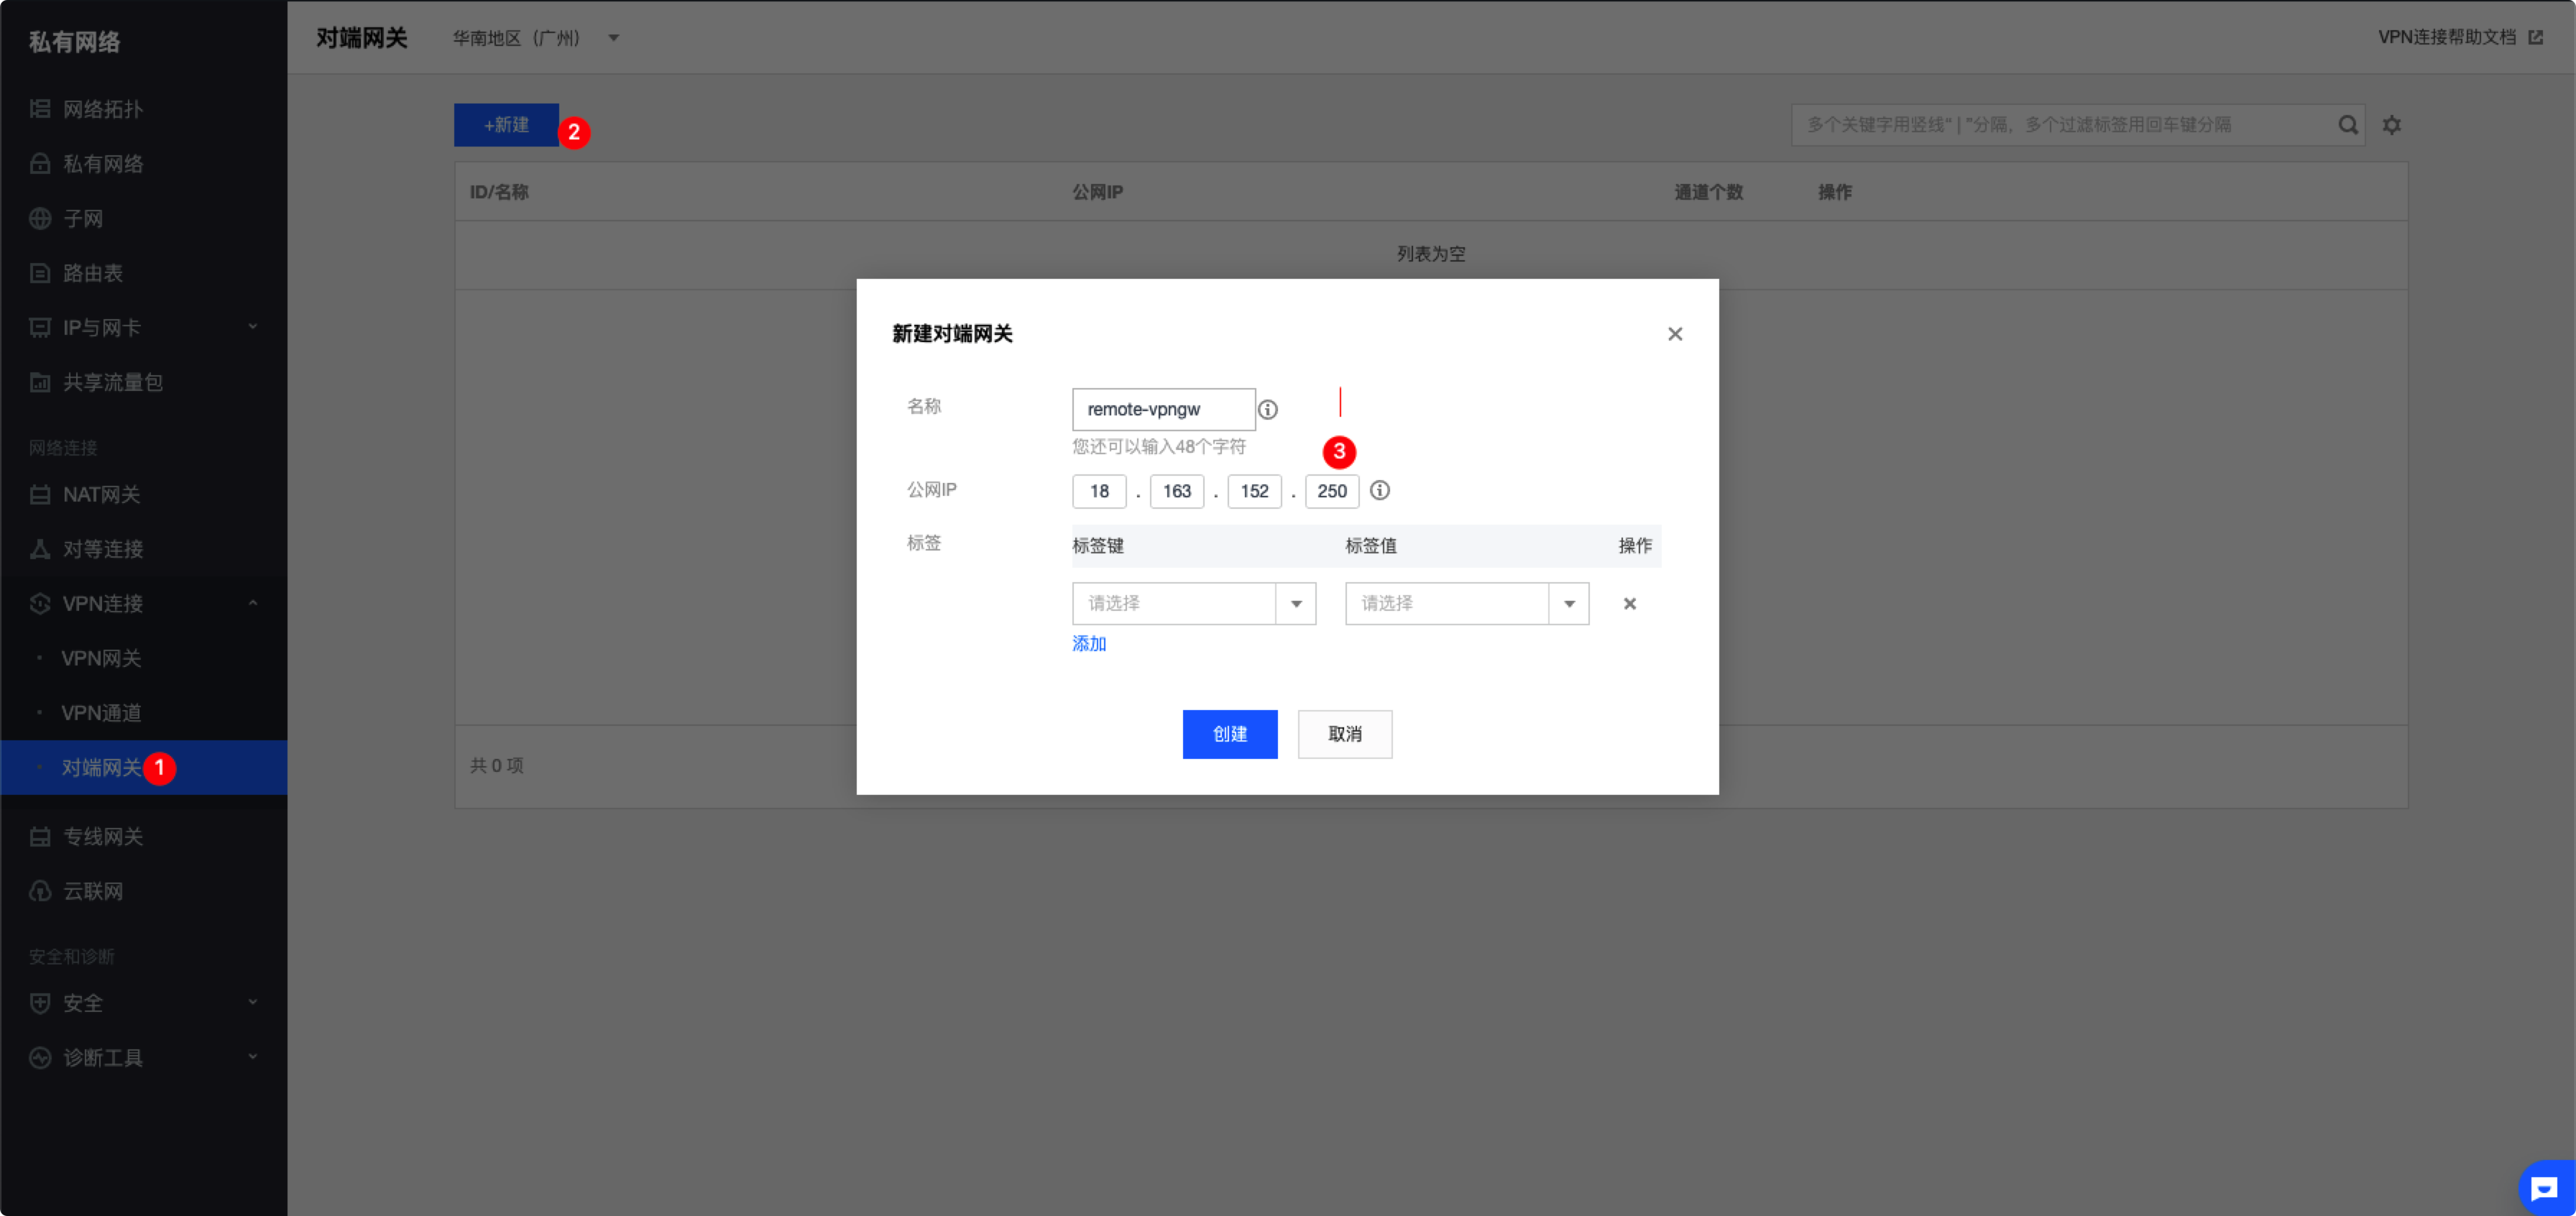 私有网络
对端网关
华南地区（广州）
VPN连接帮助文档
网络拓扑
私有网络
子网
路由表
IP与网卡
共享流量包
网络连接
NAT网关
对等连接
VPN连接
VPN网关
VPN通道
对端网关 1
专线网关
云联网
安全和诊断
安全
诊断工具
+新建 2
多个关键字用竖线"|"分隔，多个过滤标签用回车键分隔
ID/名称 公网IP 通道个数 操作
列表为空
共 0 项
新建对端网关
名称 remote-vpngw
您还可以输入48个字符
3
公网IP 18 . 163 . 152 . 250
标签 标签键 标签值 操作
请选择 请选择
添加
创建 取消